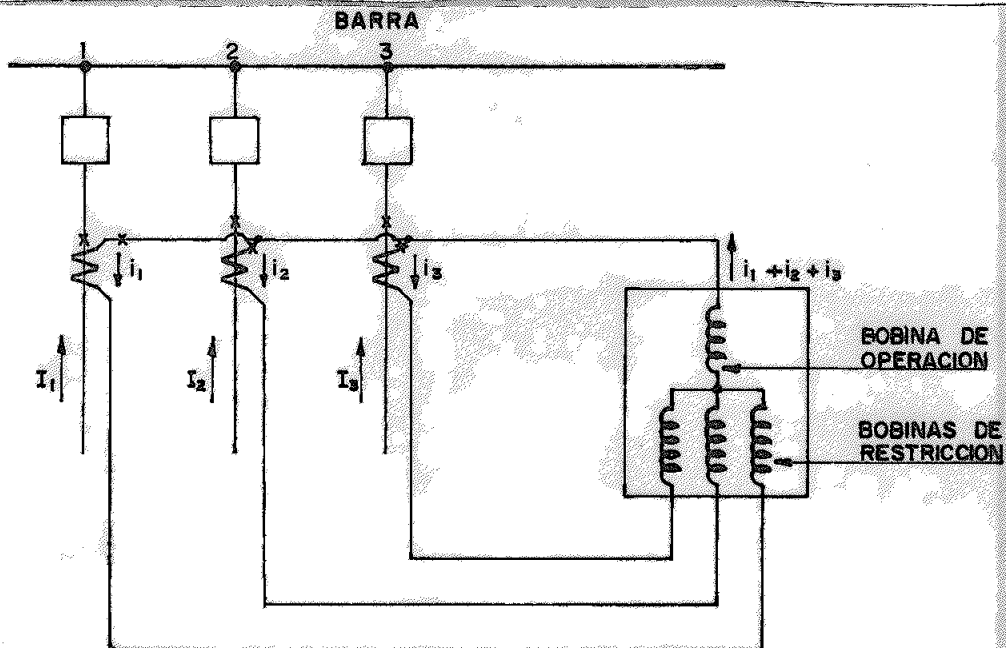 BARRA
1 2 3
i₁ i₂ i₃ i₁ + i₂ + i₃
I₁ I₂ I₃
BOBINA DE
OPERACION
BOBINAS DE
RESTRICCION